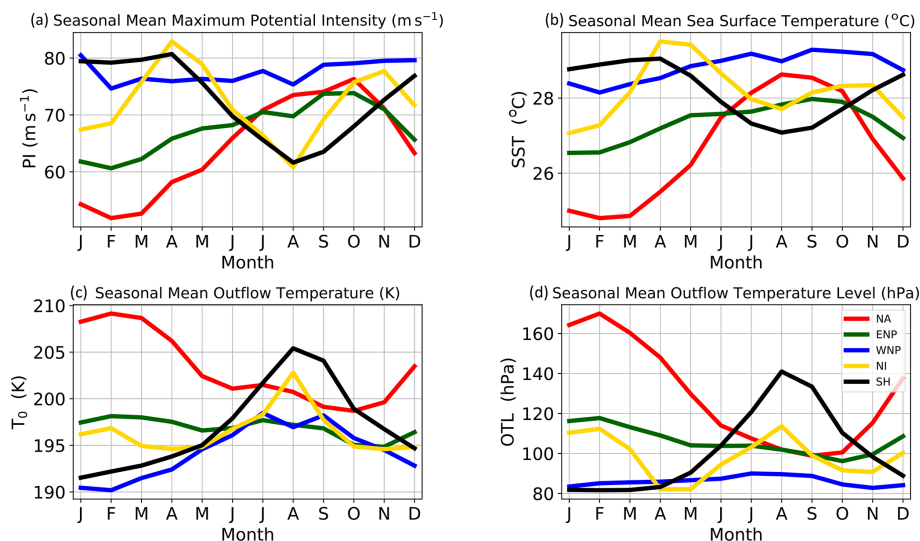 (a) Seasonal Mean Maximum Potential Intensity (m s⁻¹)
80
70
60
PI (m s⁻¹)
J F M A M J J A S O N D
Month
(b) Seasonal Mean Sea Surface Temperature (°C)
28
26
SST (°C)
J F M A M J J A S O N D
Month
(c) Seasonal Mean Outflow Temperature (K)
210
205
200
195
190
T₀ (K)
J F M A M J J A S O N D
Month
(d) Seasonal Mean Outflow Temperature Level (hPa)
160
140
120
100
80
OTL (hPa)
NA
ENP
WNP
NI
SH
J F M A M J J A S O N D
Month